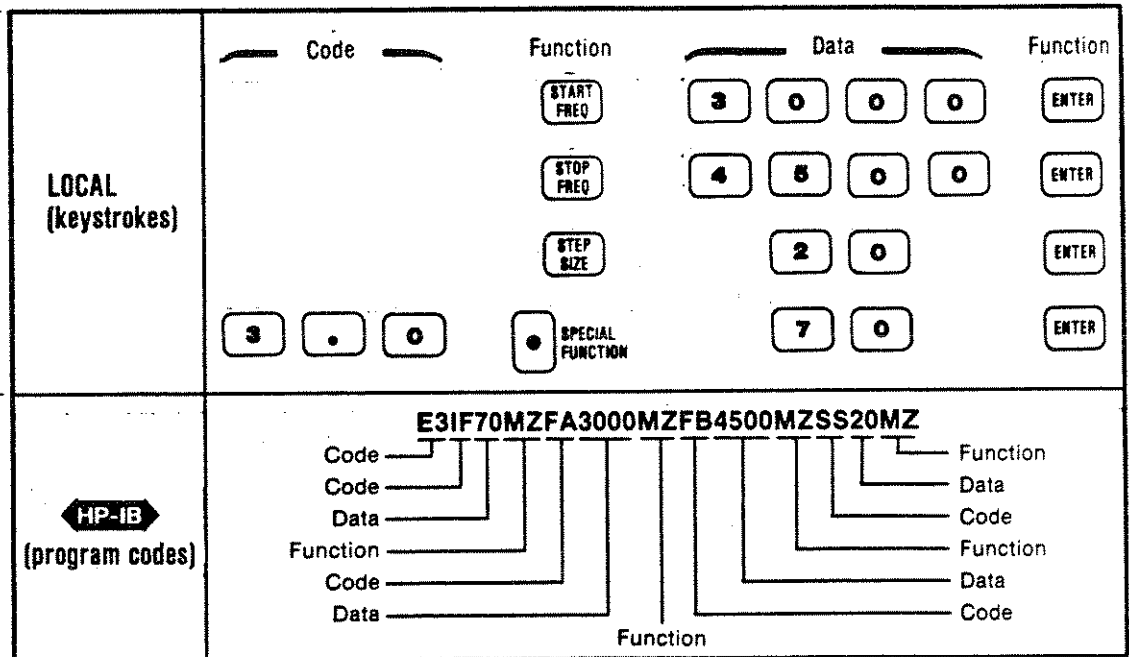 Code Function Data Function
START FREQ 3 0 0 0 ENTER
STOP FREQ 4 5 0 0 ENTER
LOCAL
(keystrokes)
STEP SIZE 2 0 ENTER
3 . 0 • SPECIAL FUNCTION 7 0 ENTER
E3IF70MZFA3000MZFB4500MZSS20MZ
Code Function
Code Data
Data Code
Function Function
Code Data
Data Code
Function
HP-IB
(program codes)